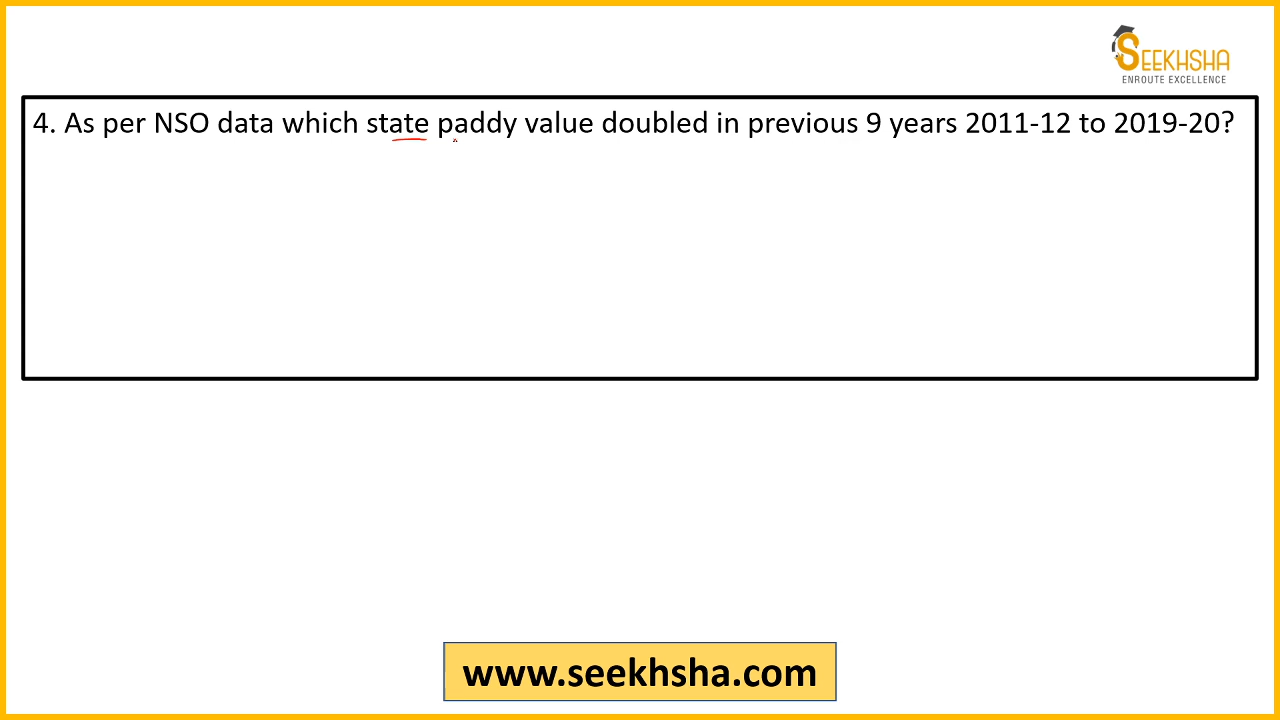 SEEKHSHA
ENROUTE EXCELLENCE
4. As per NSO data which state paddy value doubled in previous 9 years 2011-12 to 2019-20?
www.seekhsha.com